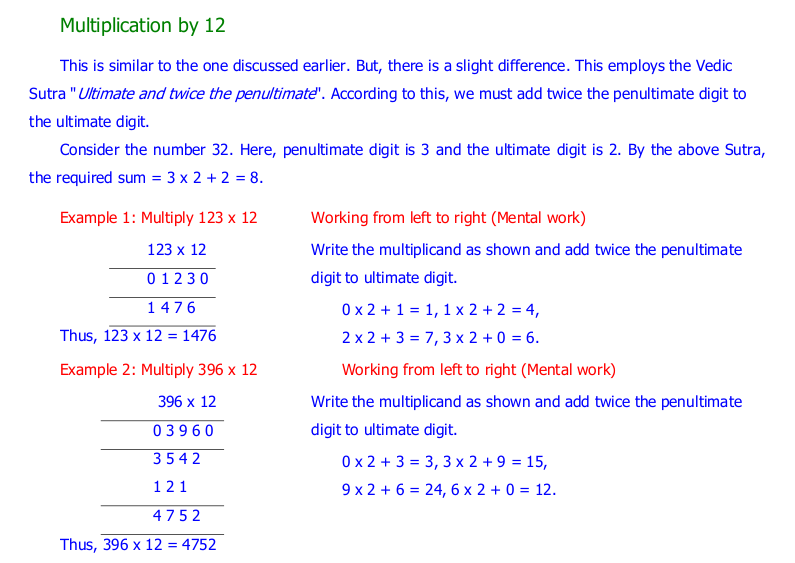 Multiplication by 12
This is similar to the one discussed earlier. But, there is a slight difference. This employs the Vedic
Sutra "Ultimate and twice the penultimate". According to this, we must add twice the penultimate digit to
the ultimate digit.
Consider the number 32. Here, penultimate digit is 3 and the ultimate digit is 2. By the above Sutra,
the required sum = 3 x 2 + 2 = 8.
Example 1: Multiply 123 x 12 Working from left to right (Mental work)
123 x 12 Write the multiplicand as shown and add twice the penultimate
0 1 2 3 0 digit to ultimate digit.
1 4 7 6 0 x 2 + 1 = 1, 1 x 2 + 2 = 4,
Thus, 123 x 12 = 1476 2 x 2 + 3 = 7, 3 x 2 + 0 = 6.
Example 2: Multiply 396 x 12 Working from left to right (Mental work)
396 x 12 Write the multiplicand as shown and add twice the penultimate
0 3 9 6 0 digit to ultimate digit.
3 5 4 2 0 x 2 + 3 = 3, 3 x 2 + 9 = 15,
1 2 1 9 x 2 + 6 = 24, 6 x 2 + 0 = 12.
4 7 5 2
Thus, 396 x 12 = 4752